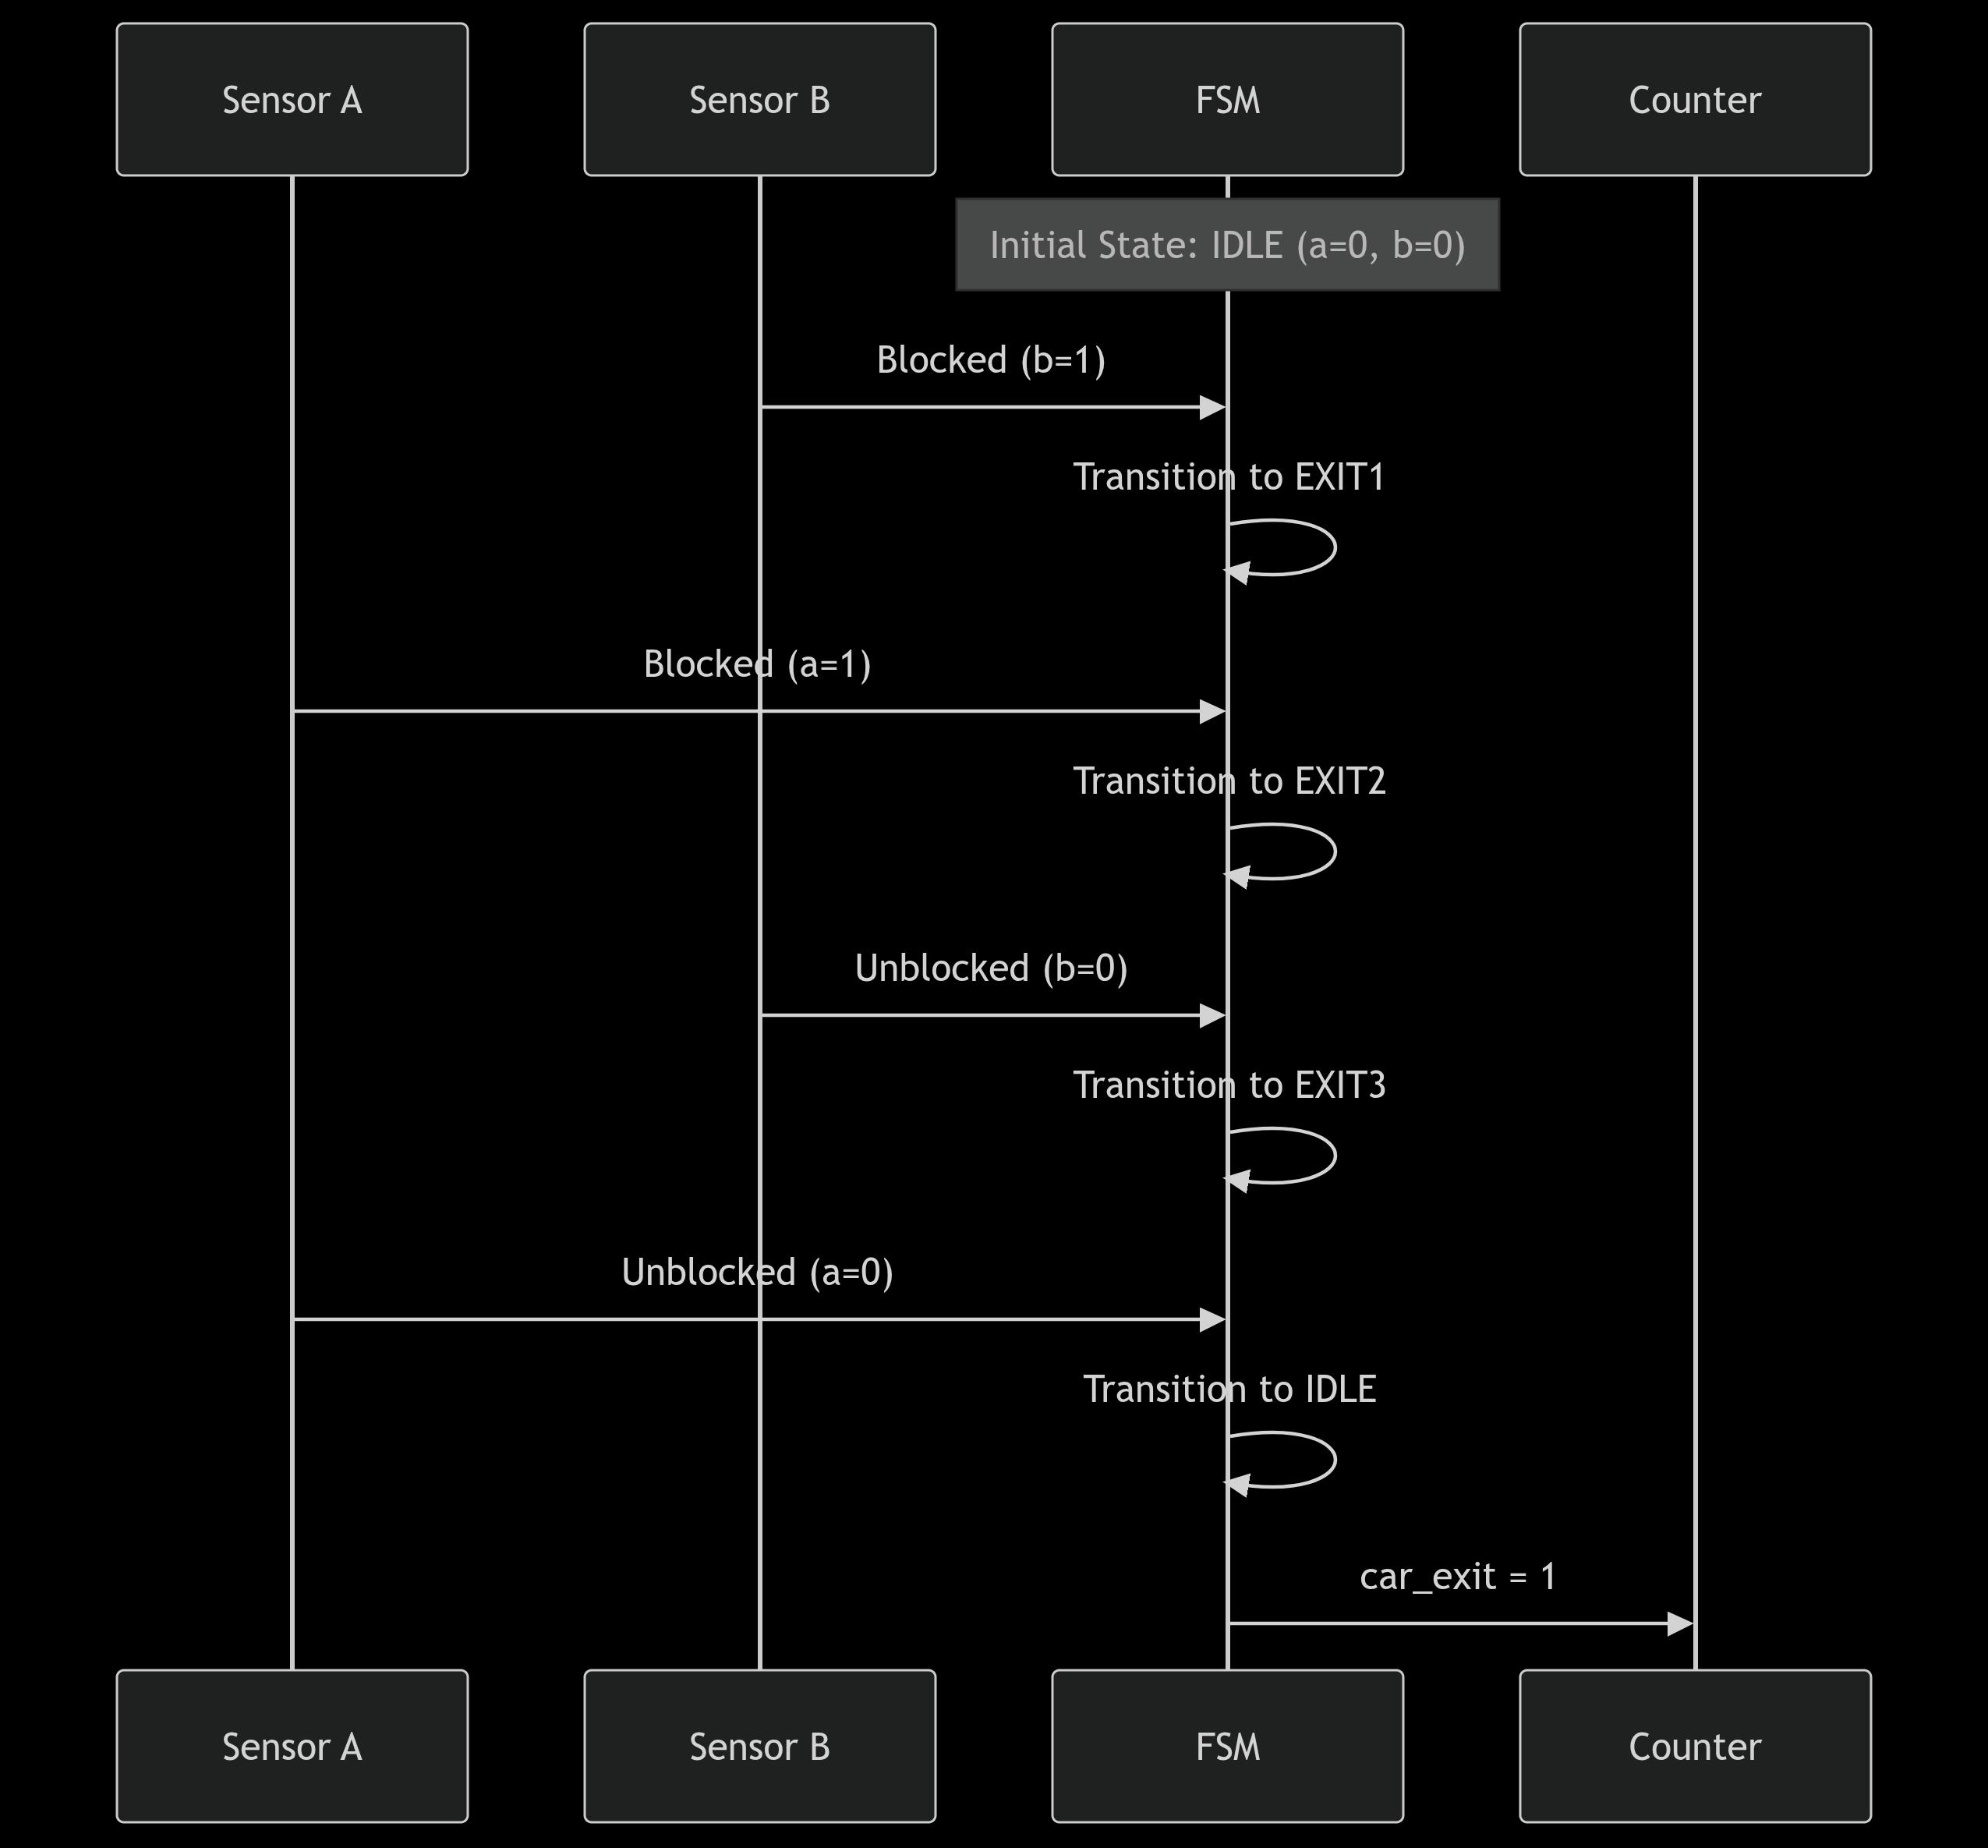 Sensor A
Sensor B
FSM
Counter
Initial State: IDLE (a=0, b=0)
Blocked (b=1)
Transition to EXIT1
Blocked (a=1)
Transition to EXIT2
Unblocked (b=0)
Transition to EXIT3
Unblocked (a=0)
Transition to IDLE
car_exit = 1
Sensor A
Sensor B
FSM
Counter